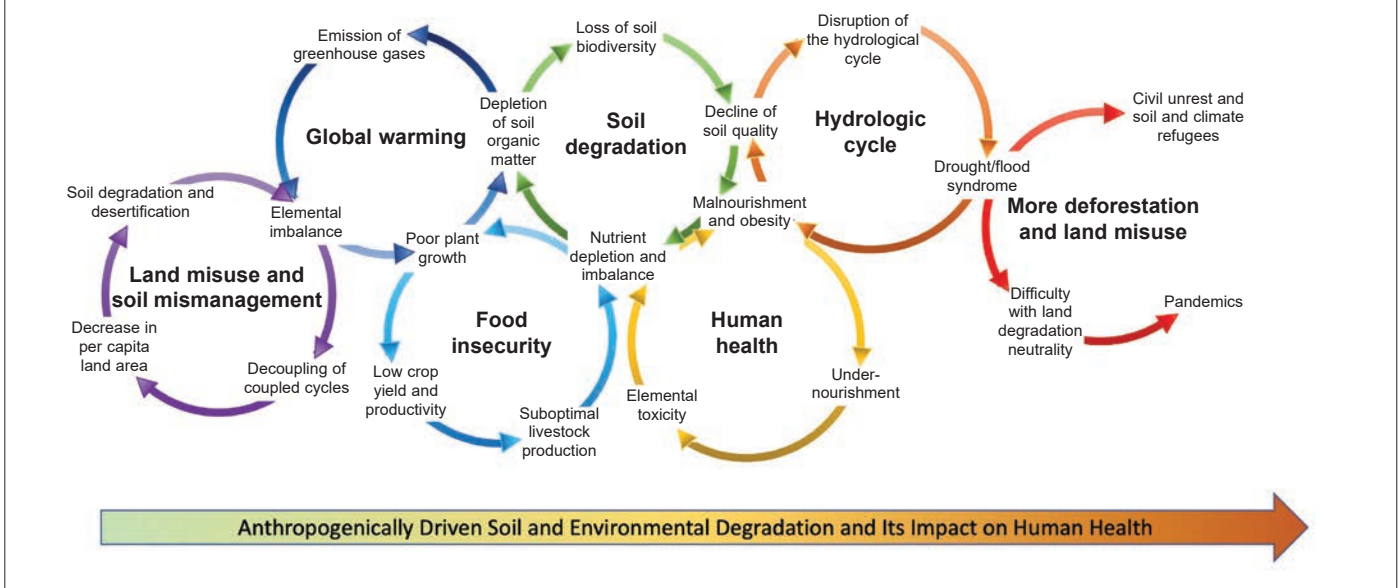 Emission of
greenhouse gases
Loss of soil
biodiversity
Disruption of
the hydrological
cycle
Depletion
of soil
organic
matter
Decline of
soil quality
Civil unrest and
soil and climate
refugees
Global warming
Soil
degradation
Hydrologic
cycle
Drought/flood
syndrome
Soil degradation and
desertification
Elemental
imbalance
Malnourishment
and obesity
More deforestation
and land misuse
Poor plant
growth
Nutrient
depletion and
imbalance
Land misuse and
soil mismanagement
Difficulty
with land
degradation
neutrality
Pandemics
Decrease in
per capita
land area
Food
insecurity
Human
health
Decoupling of
coupled cycles
Low crop
yield and
productivity
Under-
nourishment
Elemental
toxicity
Suboptimal
livestock
production
Anthropogenically Driven Soil and Environmental Degradation and Its Impact on Human Health